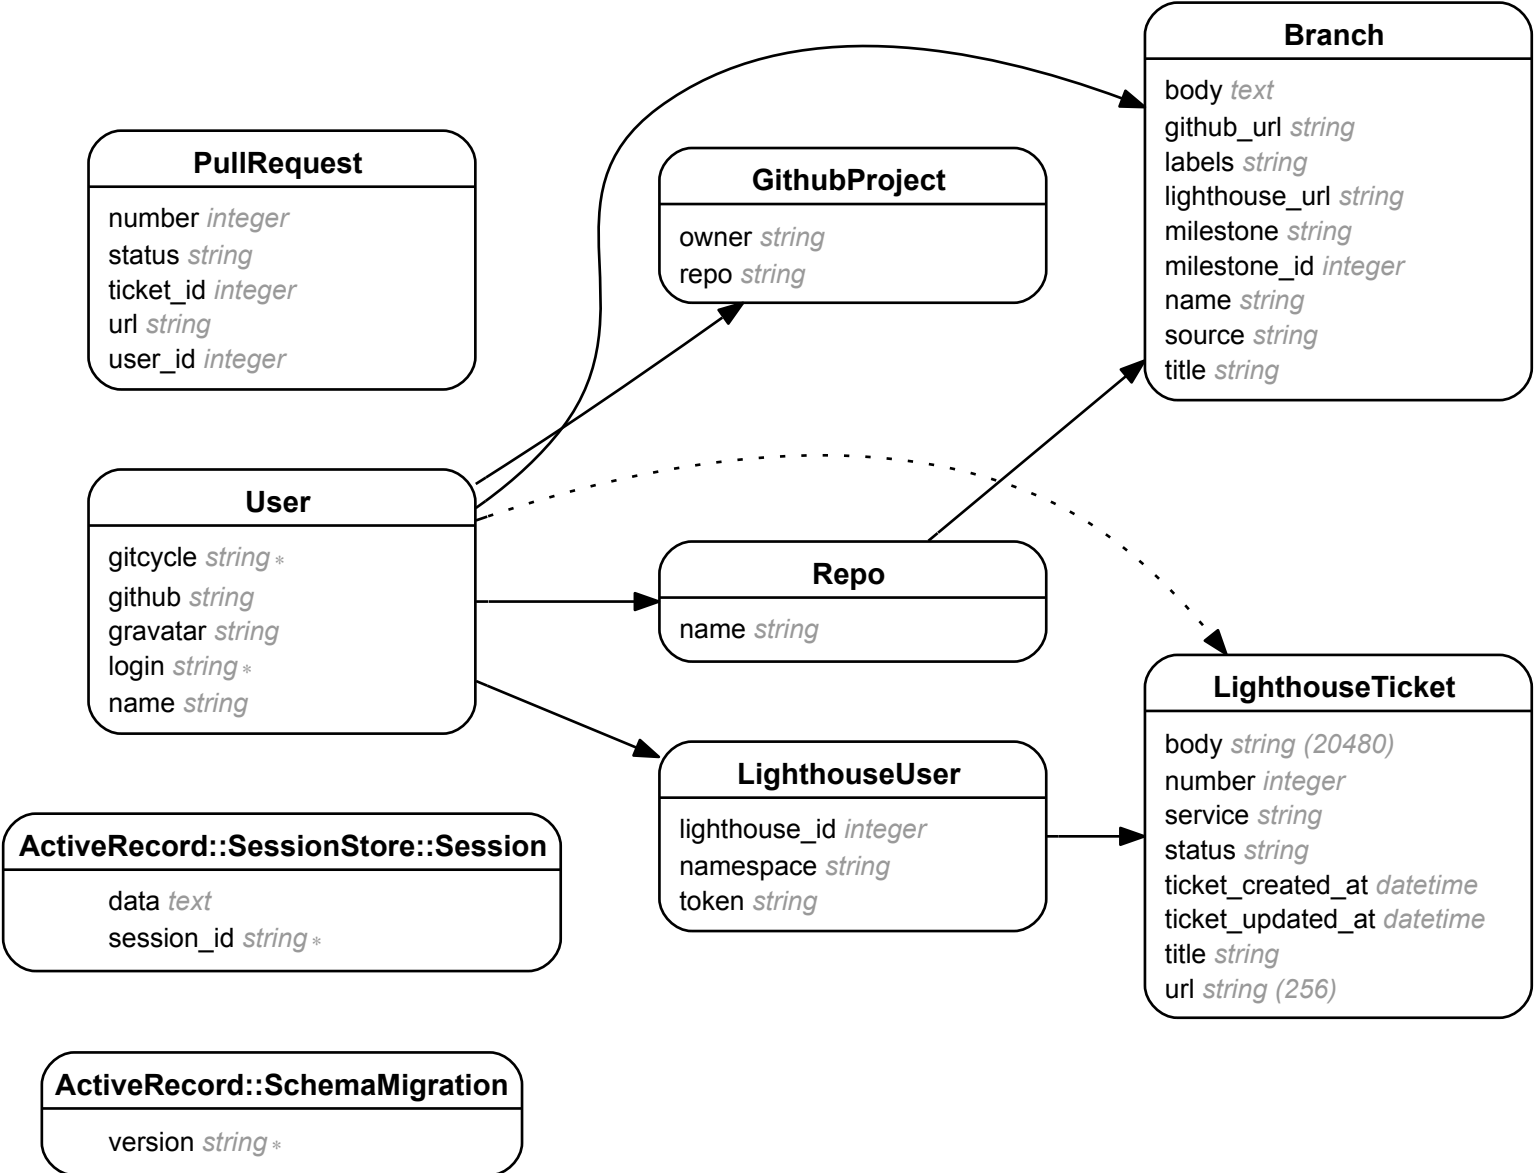 PullRequest
number integer
status string
ticket_id integer
url string
user_id integer
User
gitcycle string *
github string
gravatar string
login string *
name string
ActiveRecord::SessionStore::Session
data text
session_id string *
ActiveRecord::SchemaMigration
version string *
GithubProject
owner string
repo string
Repo
name string
LighthouseUser
lighthouse_id integer
namespace string
token string
Branch
body text
github_url string
labels string
lighthouse_url string
milestone string
milestone_id integer
name string
source string
title string
LighthouseTicket
body string (20480)
number integer
service string
status string
ticket_created_at datetime
ticket_updated_at datetime
title string
url string (256)